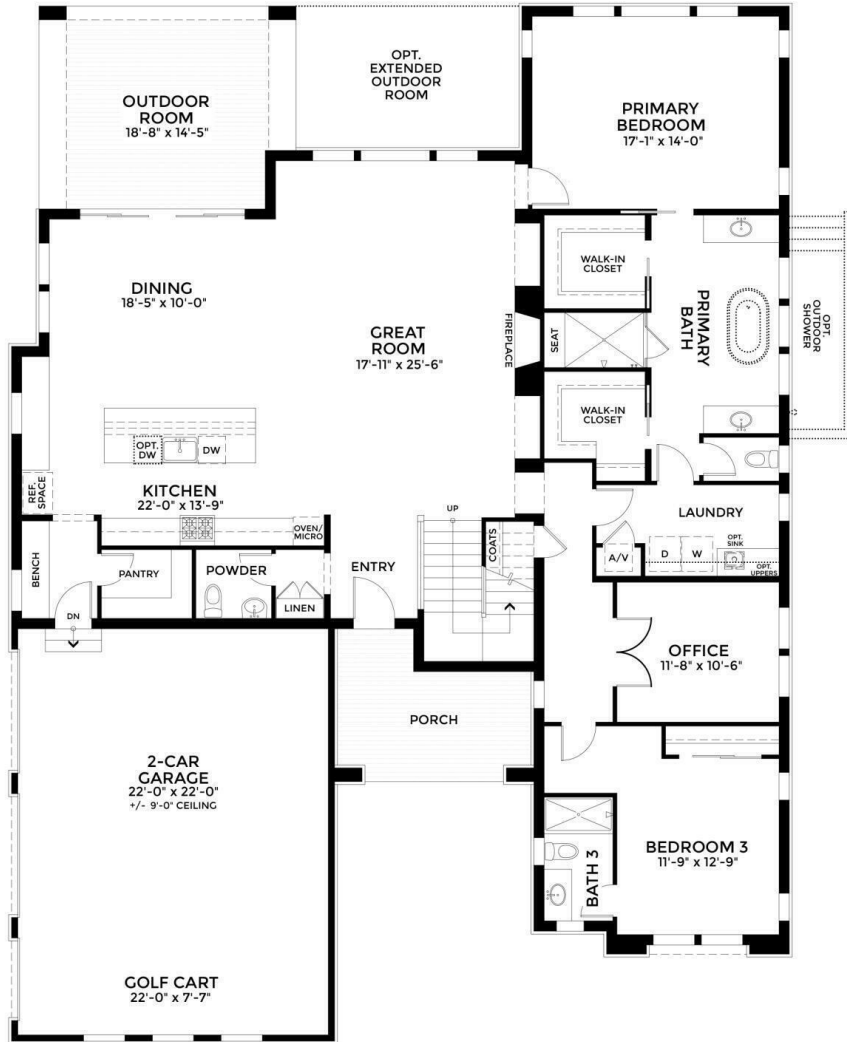 OPT.
EXTENDED
OUTDOOR
ROOM
OUTDOOR
ROOM
18'-8" x 14'-5"
PRIMARY
BEDROOM
17'-1" x 14'-0"
WALK-IN
CLOSET
DINING
18'-5" x 10'-0"
GREAT
ROOM
17'-11" x 25'-6"
FIREPLACE
SEAT
PRIMARY
BATH
OPT.
OUTDOOR
SHOWER
WALK-IN
CLOSET
OPT.
DW
DW
REF.
SPACE
KITCHEN
22'-0" x 13'-9"
OVEN/
MICRO
UP
COATS
LAUNDRY
OPT.
SINK
A/V
D
W
OPT.
UPPERS
BENCH
PANTRY
POWDER
LINEN
ENTRY
DN
OFFICE
11'-8" x 10'-6"
PORCH
2-CAR
GARAGE
22'-0" x 22'-0"
+/- 9'-0" CEILING
BATH 3
BEDROOM 3
11'-9" x 12'-9"
GOLF CART
22'-0" x 7'-7"